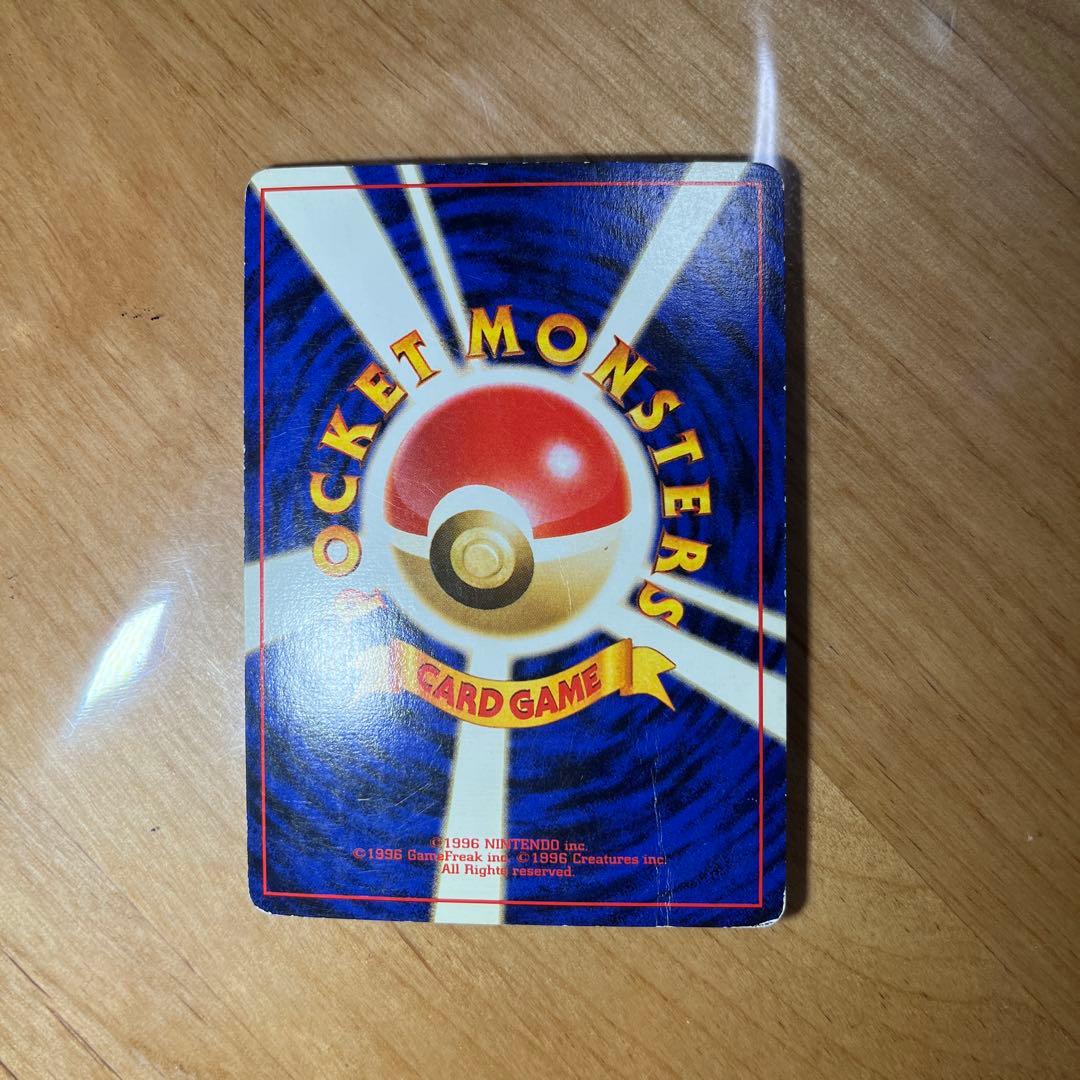 POCKET MONSTERS
CARD GAME
©1996 NINTENDO inc.
©1996 GameFreak inc. ©1996 Creatures inc.
All Rights reserved.